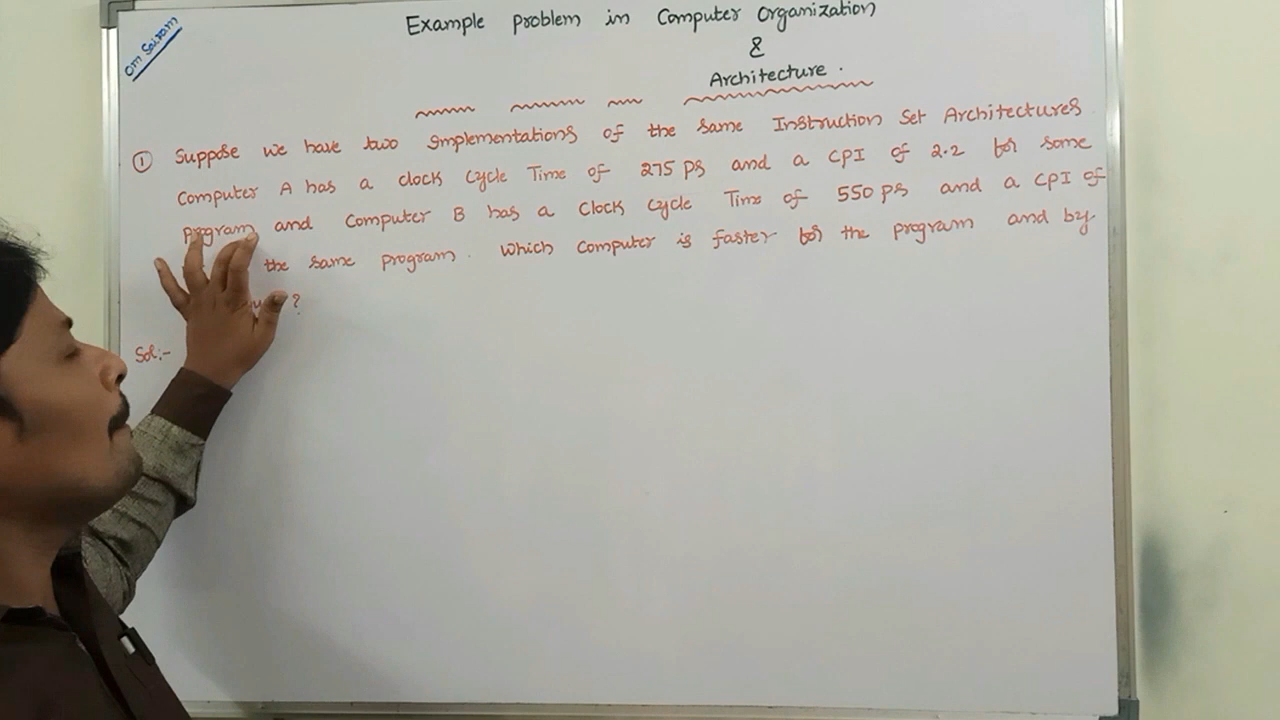 Om Sairam
Example problem in Computer Organization
&
Architecture.
① Suppose we have two Implementations of the same Instruction Set Architectures
Computer A has a clock cycle Time of 275 ps and a CPI of 2.2 for some
program and Computer B has a clock cycle Time of 550 ps and a CPI of
the same program. Which Computer is faster for the program and by
?
Sol:-